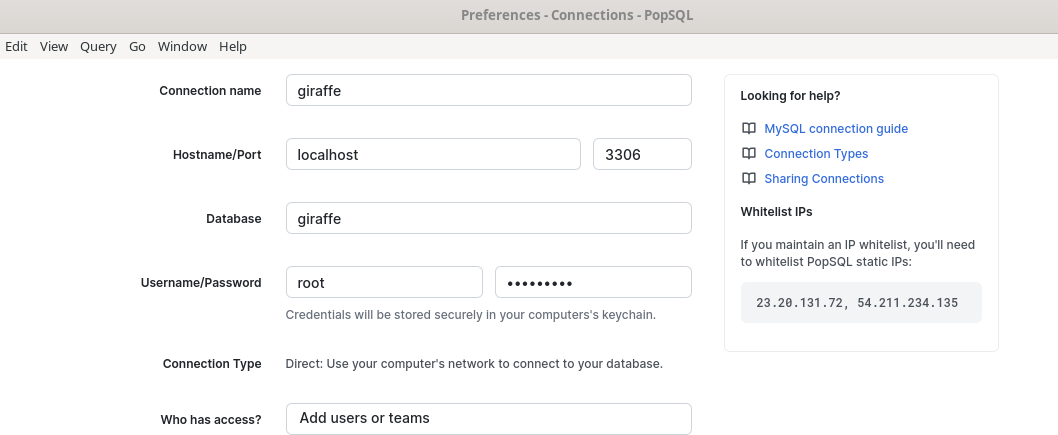 Preferences - Connections - PopSQL
Edit View Query Go Window Help
Connection name giraffe
Hostname/Port localhost 3306
Database giraffe
Username/Password root •••••••••
Credentials will be stored securely in your computers's keychain.
Connection Type Direct: Use your computer's network to connect to your database.
Who has access? Add users or teams
Looking for help?
MySQL connection guide
Connection Types
Sharing Connections
Whitelist IPs
If you maintain an IP whitelist, you'll need
to whitelist PopSQL static IPs:
23.20.131.72, 54.211.234.135